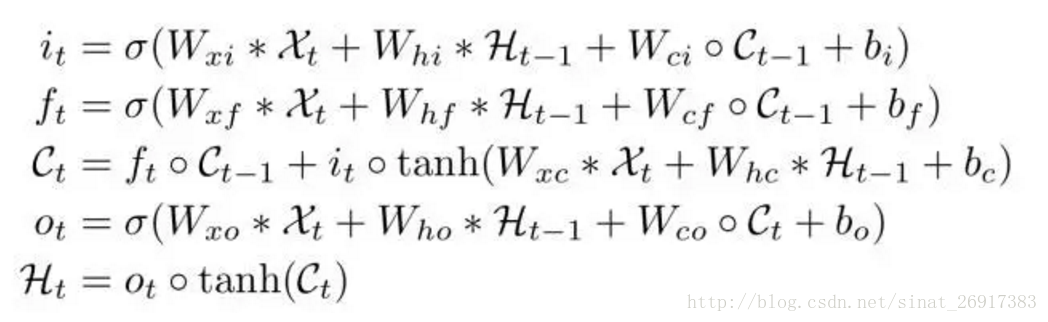 i_t = σ(W_{xi} ∗ 𝒳_t + W_{hi} ∗ ℋ_{t−1} + W_{ci} ∘ 𝒞_{t−1} + b_i)
f_t = σ(W_{xf} ∗ 𝒳_t + W_{hf} ∗ ℋ_{t−1} + W_{cf} ∘ 𝒞_{t−1} + b_f)
𝒞_t = f_t ∘ 𝒞_{t−1} + i_t ∘ tanh(W_{xc} ∗ 𝒳_t + W_{hc} ∗ ℋ_{t−1} + b_c)
o_t = σ(W_{xo} ∗ 𝒳_t + W_{ho} ∗ ℋ_{t−1} + W_{co} ∘ 𝒞_t + b_o)
ℋ_t = o_t ∘ tanh(𝒞_t)
http://blog.csdn.net/sinat_26917383